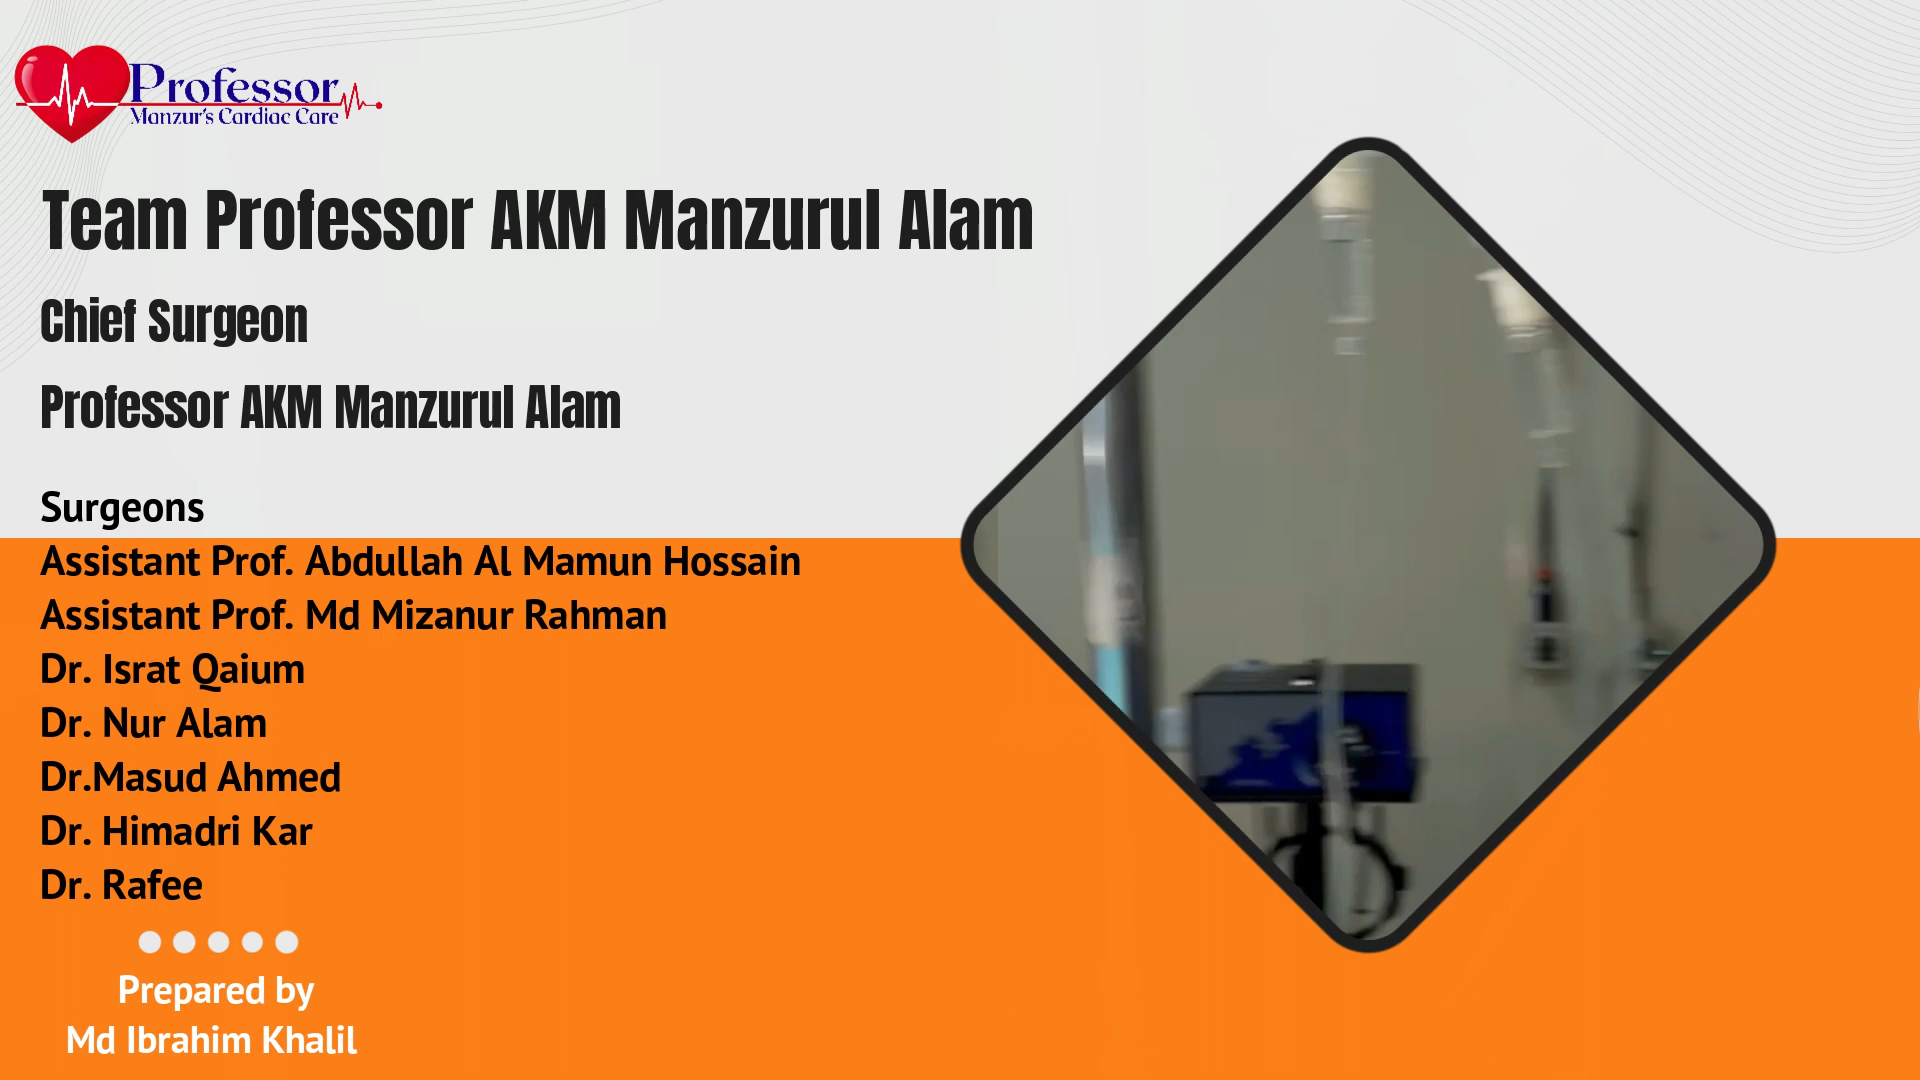 Professor
Manzur's Cardiac Care
Team Professor AKM Manzurul Alam
Chief Surgeon
Professor AKM Manzurul Alam
Surgeons
Assistant Prof. Abdullah Al Mamun Hossain
Assistant Prof. Md Mizanur Rahman
Dr. Israt Qaium
Dr. Nur Alam
Dr.Masud Ahmed
Dr. Himadri Kar
Dr. Rafee
Prepared by
Md Ibrahim Khalil